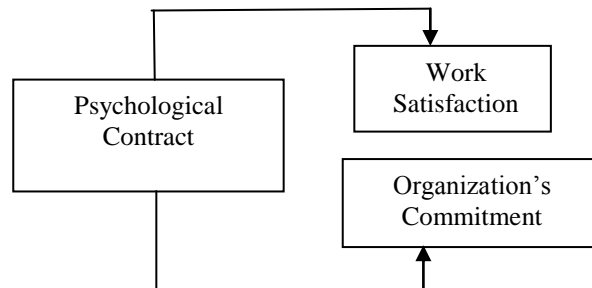 Psychological
Contract
Work
Satisfaction
Organization’s
Commitment